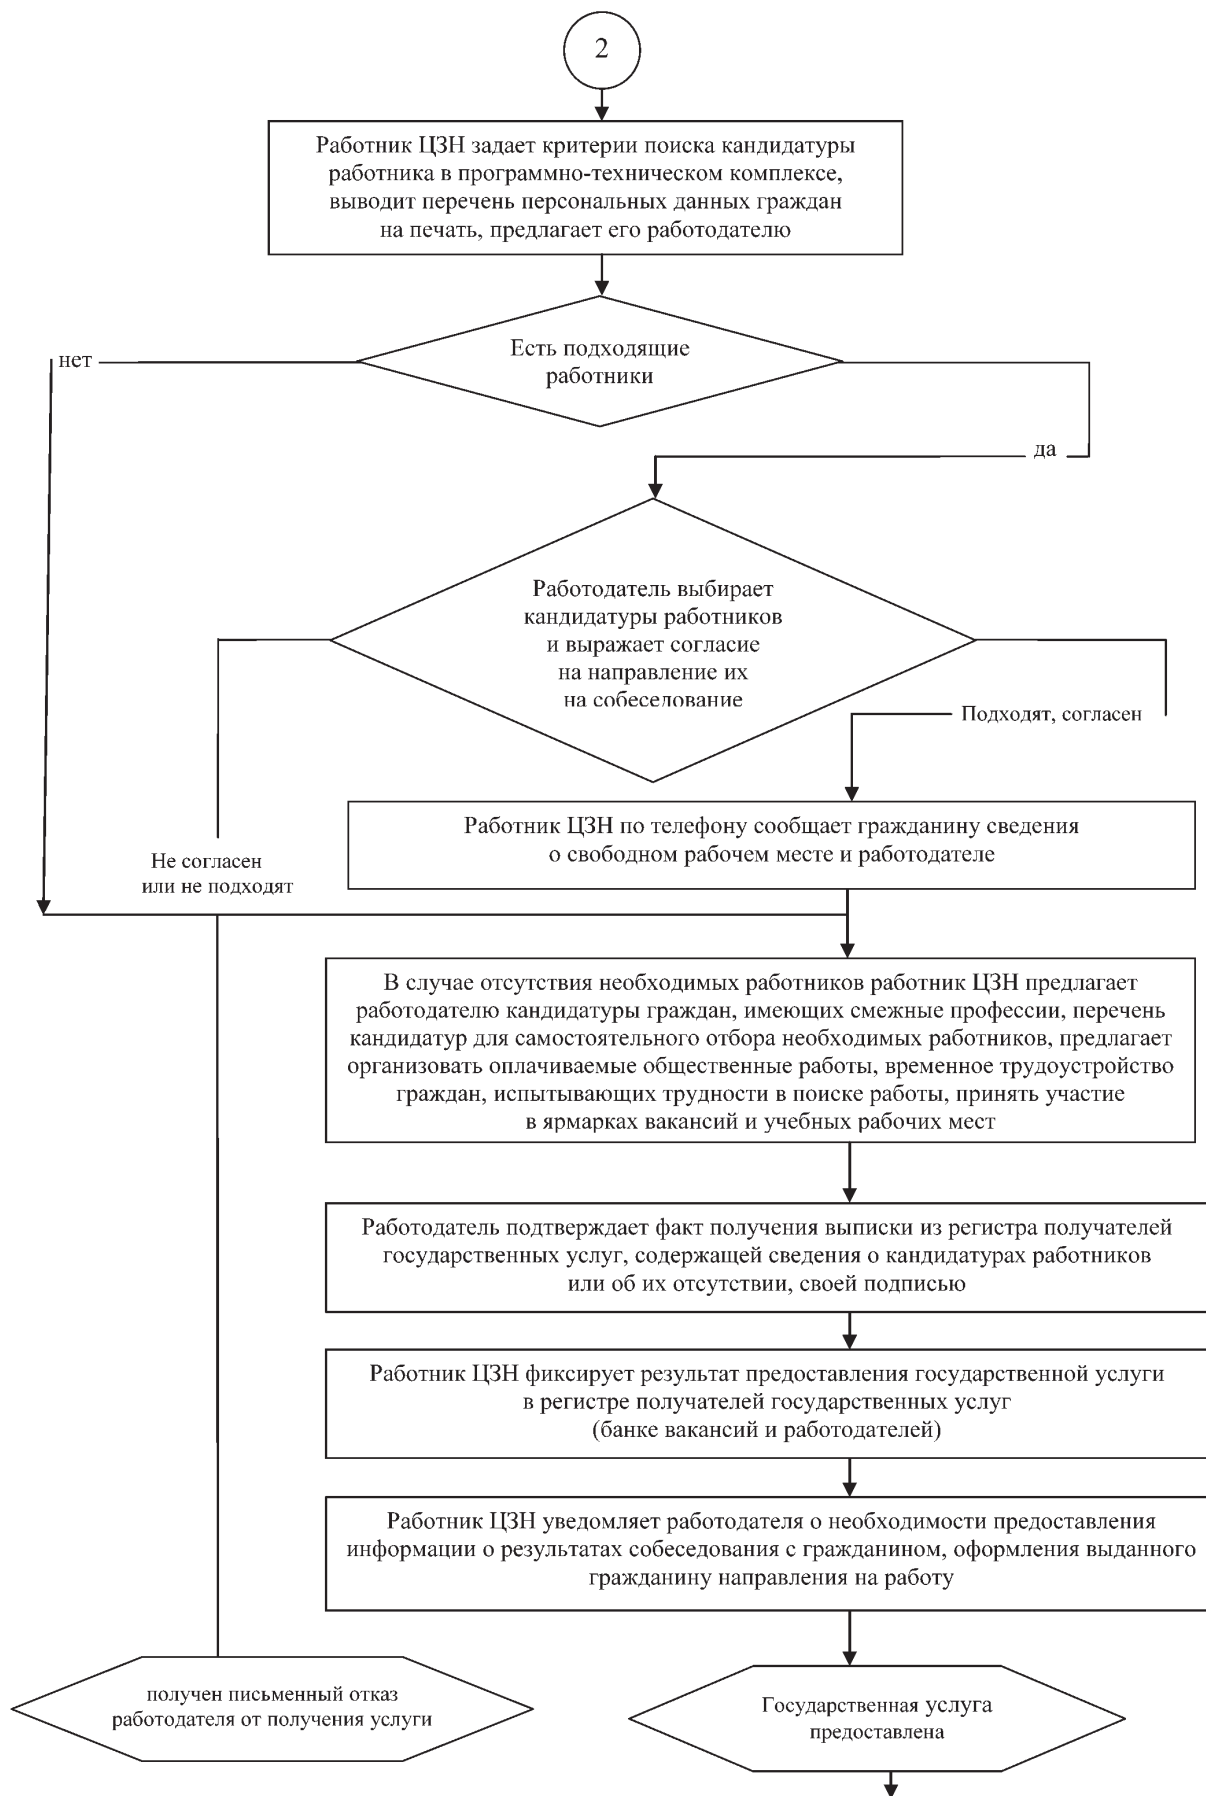 2
Работник ЦЗН задает критерии поиска кандидатуры
работника в программно-техническом комплексе,
выводит перечень персональных данных граждан
на печать, предлагает его работодателю
Есть подходящие
работники
нет
да
Работодатель выбирает
кандидатуры работников
и выражает согласие
на направление их
на собеседование
Подходят, согласен
Работник ЦЗН по телефону сообщает гражданину сведения
о свободном рабочем месте и работодателе
Не согласен
или не подходят
В случае отсутствия необходимых работников работник ЦЗН предлагает
работодателю кандидатуры граждан, имеющих смежные профессии, перечень
кандидатур для самостоятельного отбора необходимых работников, предлагает
организовать оплачиваемые общественные работы, временное трудоустройство
граждан, испытывающих трудности в поиске работы, принять участие
в ярмарках вакансий и учебных рабочих мест
Работодатель подтверждает факт получения выписки из регистра получателей
государственных услуг, содержащей сведения о кандидатурах работников
или об их отсутствии, своей подписью
Работник ЦЗН фиксирует результат предоставления государственной услуги
в регистре получателей государственных услуг
(банке вакансий и работодателей)
Работник ЦЗН уведомляет работодателя о необходимости предоставления
информации о результатах собеседования с гражданином, оформления выданного
гражданину направления на работу
получен письменный отказ
работодателя от получения услуги
Государственная услуга
предоставлена